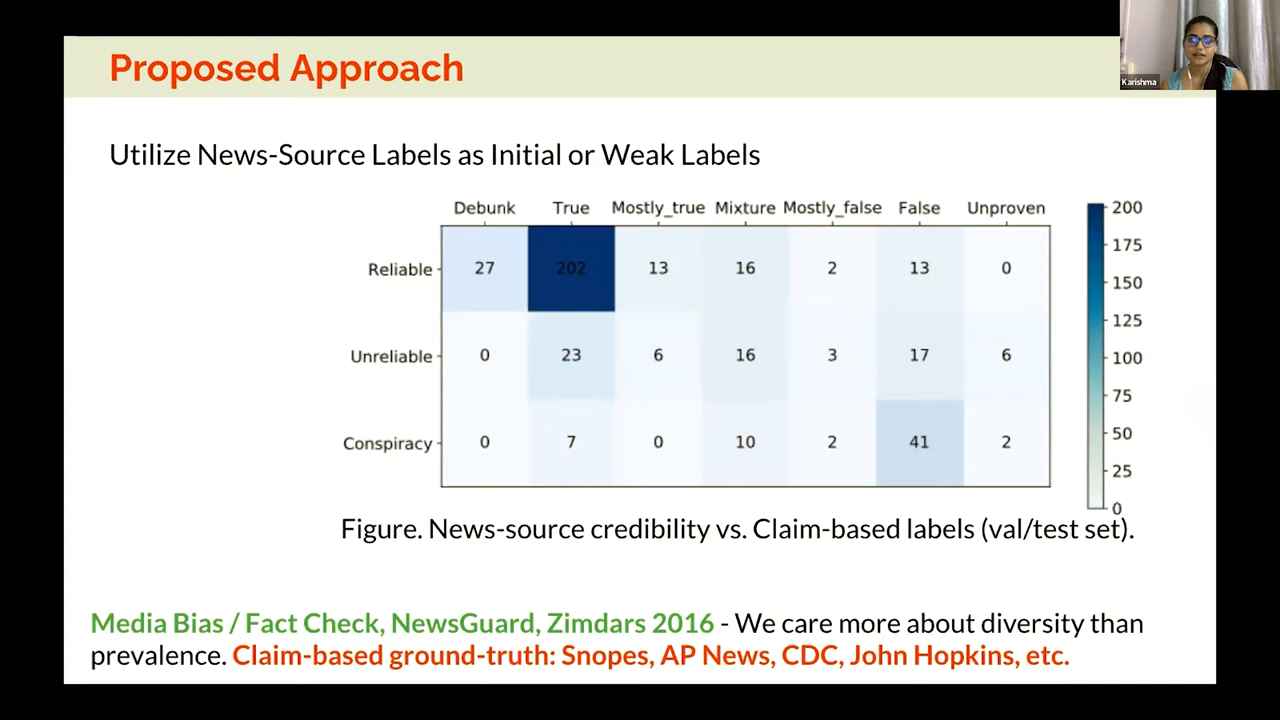 Proposed Approach
Karishma
Utilize News-Source Labels as Initial or Weak Labels
Debunk True Mostly_true Mixture Mostly_false False Unproven
Reliable 27 202 13 16 2 13 0
Unreliable 0 23 6 16 3 17 6
Conspiracy 0 7 0 10 2 41 2
200
175
150
125
100
75
50
25
0
Figure. News-source credibility vs. Claim-based labels (val/test set).
Media Bias / Fact Check, NewsGuard, Zimdars 2016 - We care more about diversity than
prevalence. Claim-based ground-truth: Snopes, AP News, CDC, John Hopkins, etc.